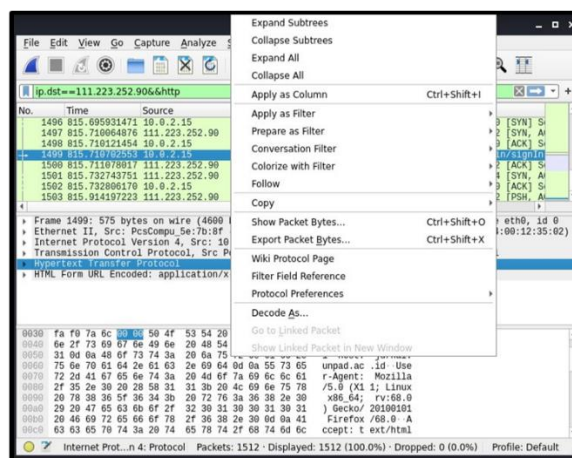 File Edit View Go Capture Analyze
Expand Subtrees
Collapse Subtrees
Expand All
Collapse All
Apply as Column Ctrl+Shift+I
Apply as Filter
Prepare as Filter
Conversation Filter
Colorize with Filter
Follow
Copy
Show Packet Bytes... Ctrl+Shift+O
Export Packet Bytes... Ctrl+Shift+X
Wiki Protocol Page
Filter Field Reference
Protocol Preferences
Decode As...
Go to Linked Packet
Show Linked Packet in New Window
ip.dst==111.223.252.90&&http
No. Time Source
1496 815.695931471 10.0.2.15 [SYN]
1497 815.710064876 111.223.252.90 [SYN,
1498 815.710121454 10.0.2.15 [ACK]
1499 815.710702553 10.0.2.15 in/signIn
1500 815.711078017 111.223.252.90 [ACK]
1501 815.732743751 111.223.252.90 [SYN,
1502 815.732806170 10.0.2.15 [ACK]
1503 815.914197223 111.223.252.90 [PSH,
Frame 1499: 575 bytes on wire (4600 eth0, id 0
Ethernet II, Src: PcsCompu_5e:7b:8f :00:12:35:02)
Internet Protocol Version 4, Src: 10
Transmission Control Protocol, Src
Hypertext Transfer Protocol
HTML Form URL Encoded: application/x
0030 fa f0 7a 6c 00 00 50 4f 53 54 20
0040 6e 2f 73 69 67 6e 49 6e 20 48 54
0050 31 0d 0a 48 6f 73 74 3a 20 6a 75
0060 75 6e 70 61 64 2e 61 63 2e 69 64 0d 0a 55 73 65 unpad.ac .id··Use
0070 72 2d 41 67 65 6e 74 3a 20 4d 6f 7a 69 6c 6c 61 r-Agent: Mozilla
0080 2f 35 2e 30 20 28 58 31 31 3b 20 4c 69 6e 75 78 /5.0 (X1 1; Linux
0090 20 78 38 36 5f 36 34 3b 20 72 76 3a 36 38 2e 30 x86_64; rv:68.0
00a0 29 20 47 65 63 6b 6f 2f 32 30 31 30 30 31 30 31 ) Gecko/ 20100101
00b0 20 46 69 72 65 66 6f 78 2f 36 38 2e 30 0d 0a 41 Firefox /68.0··A
00c0 63 63 65 70 74 3a 20 74 65 78 74 2f 68 74 6d 6c ccept: t ext/html
Internet Prot...n 4: Protocol Packets: 1512 · Displayed: 1512 (100.0%) · Dropped: 0 (0.0%) Profile: Default